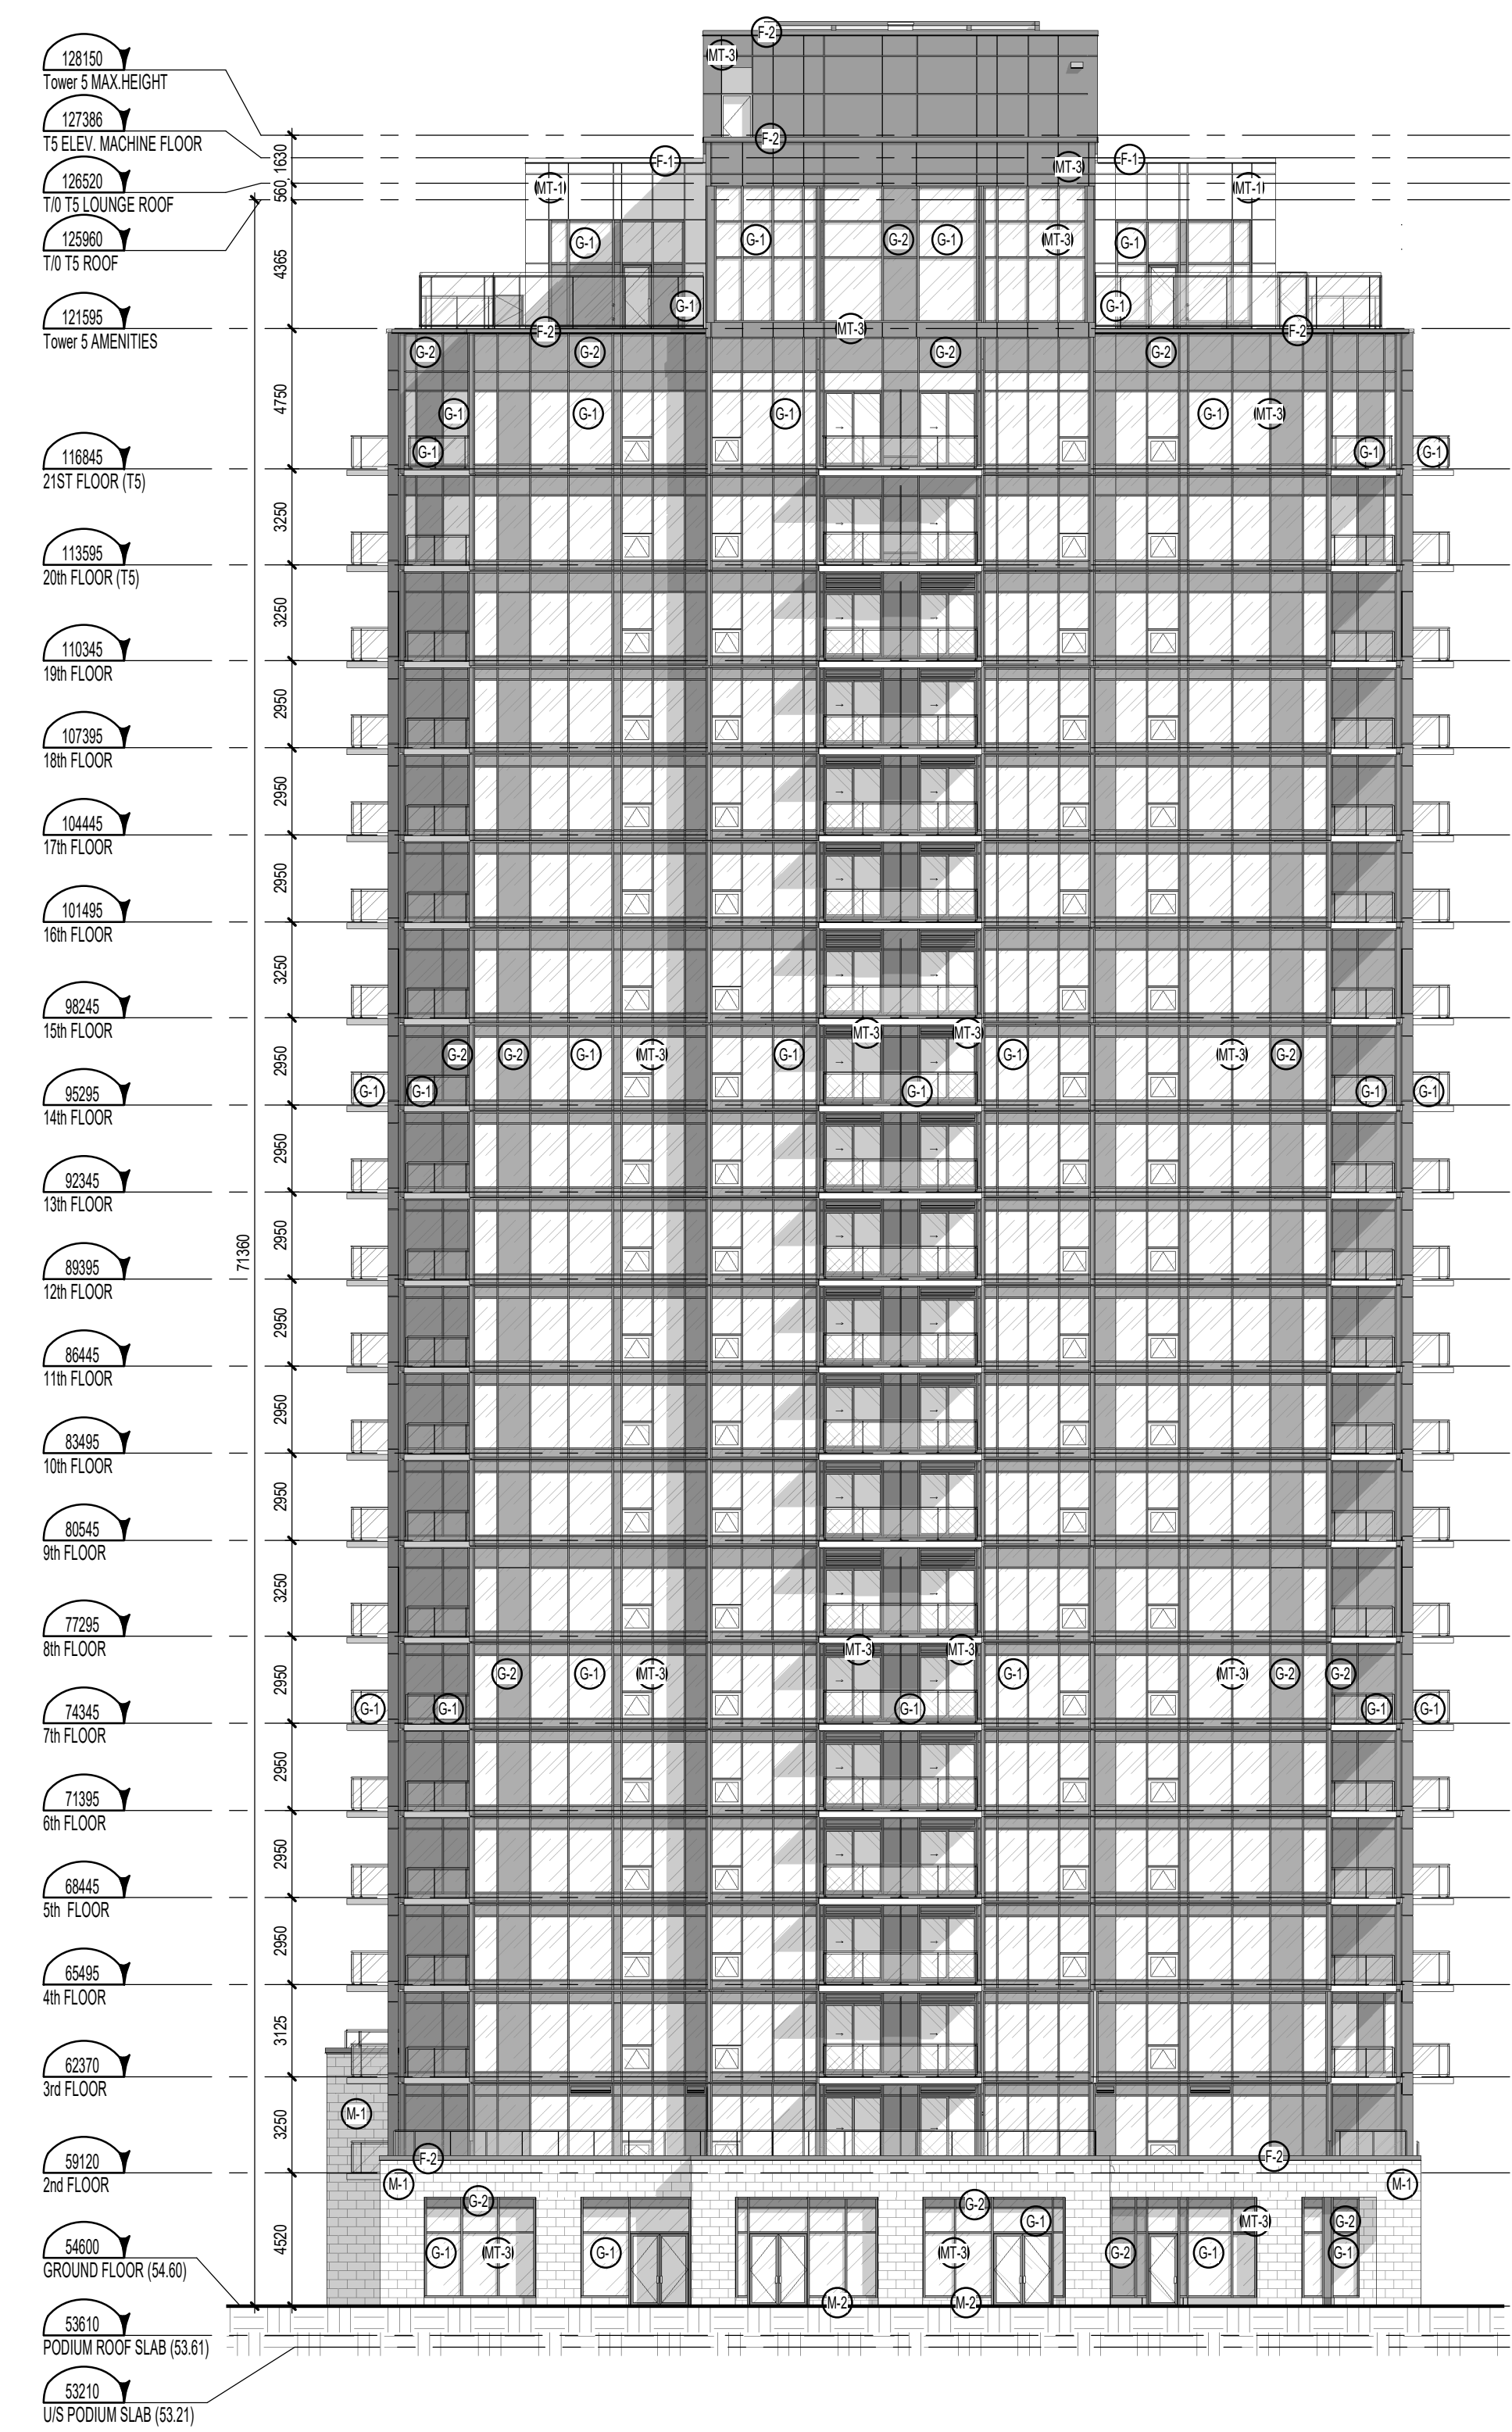 128150
Tower 5 MAX.HEIGHT
127386
T5 ELEV. MACHINE FLOOR
126520
T/0 T5 LOUNGE ROOF
125960
T/0 T5 ROOF
121595
Tower 5 AMENITIES
116845
21ST FLOOR (T5)
113595
20th FLOOR (T5)
110345
19th FLOOR
107395
18th FLOOR
104445
17th FLOOR
101495
16th FLOOR
98245
15th FLOOR
95295
14th FLOOR
92345
13th FLOOR
89395
12th FLOOR
86445
11th FLOOR
83495
10th FLOOR
80545
9th FLOOR
77295
8th FLOOR
74345
7th FLOOR
71395
6th FLOOR
68445
5th FLOOR
65495
4th FLOOR
62370
3rd FLOOR
59120
2nd FLOOR
54600
GROUND FLOOR (54.60)
53610
PODIUM ROOF SLAB (53.61)
53210
U/S PODIUM SLAB (53.21)
71360
1630
560
4365
4750
3250
3250
2950
2950
2950
3250
2950
2950
2950
2950
2950
2950
3250
2950
2950
2950
2950
3125
3250
4520
F-2
MT-3
F-2
F-1 MT-3 F-1
MT-1 MT-1
G-1 G-1 G-2 G-1 MT-3 G-1
G-1 G-1
F-2 MT-3 F-2
G-2 G-2 G-2 G-2
G-1 G-1 G-1 G-1 MT-3
G-1 G-1 G-1
MT-3 MT-3
G-2 G-2 G-1 MT-3 G-1 G-1 MT-3 G-2
G-1 G-1 G-1 G-1 G-1
MT-3 MT-3
G-2 G-1 MT-3 G-1 MT-3 G-2 G-2
G-1 G-1 G-1 G-1 G-1
M-1
F-2 F-2
M-1 M-1
G-2 G-2
G-1 MT-3 G-2
G-1 MT-3 G-1 MT-3 G-2 G-1 G-1
M-2 M-2